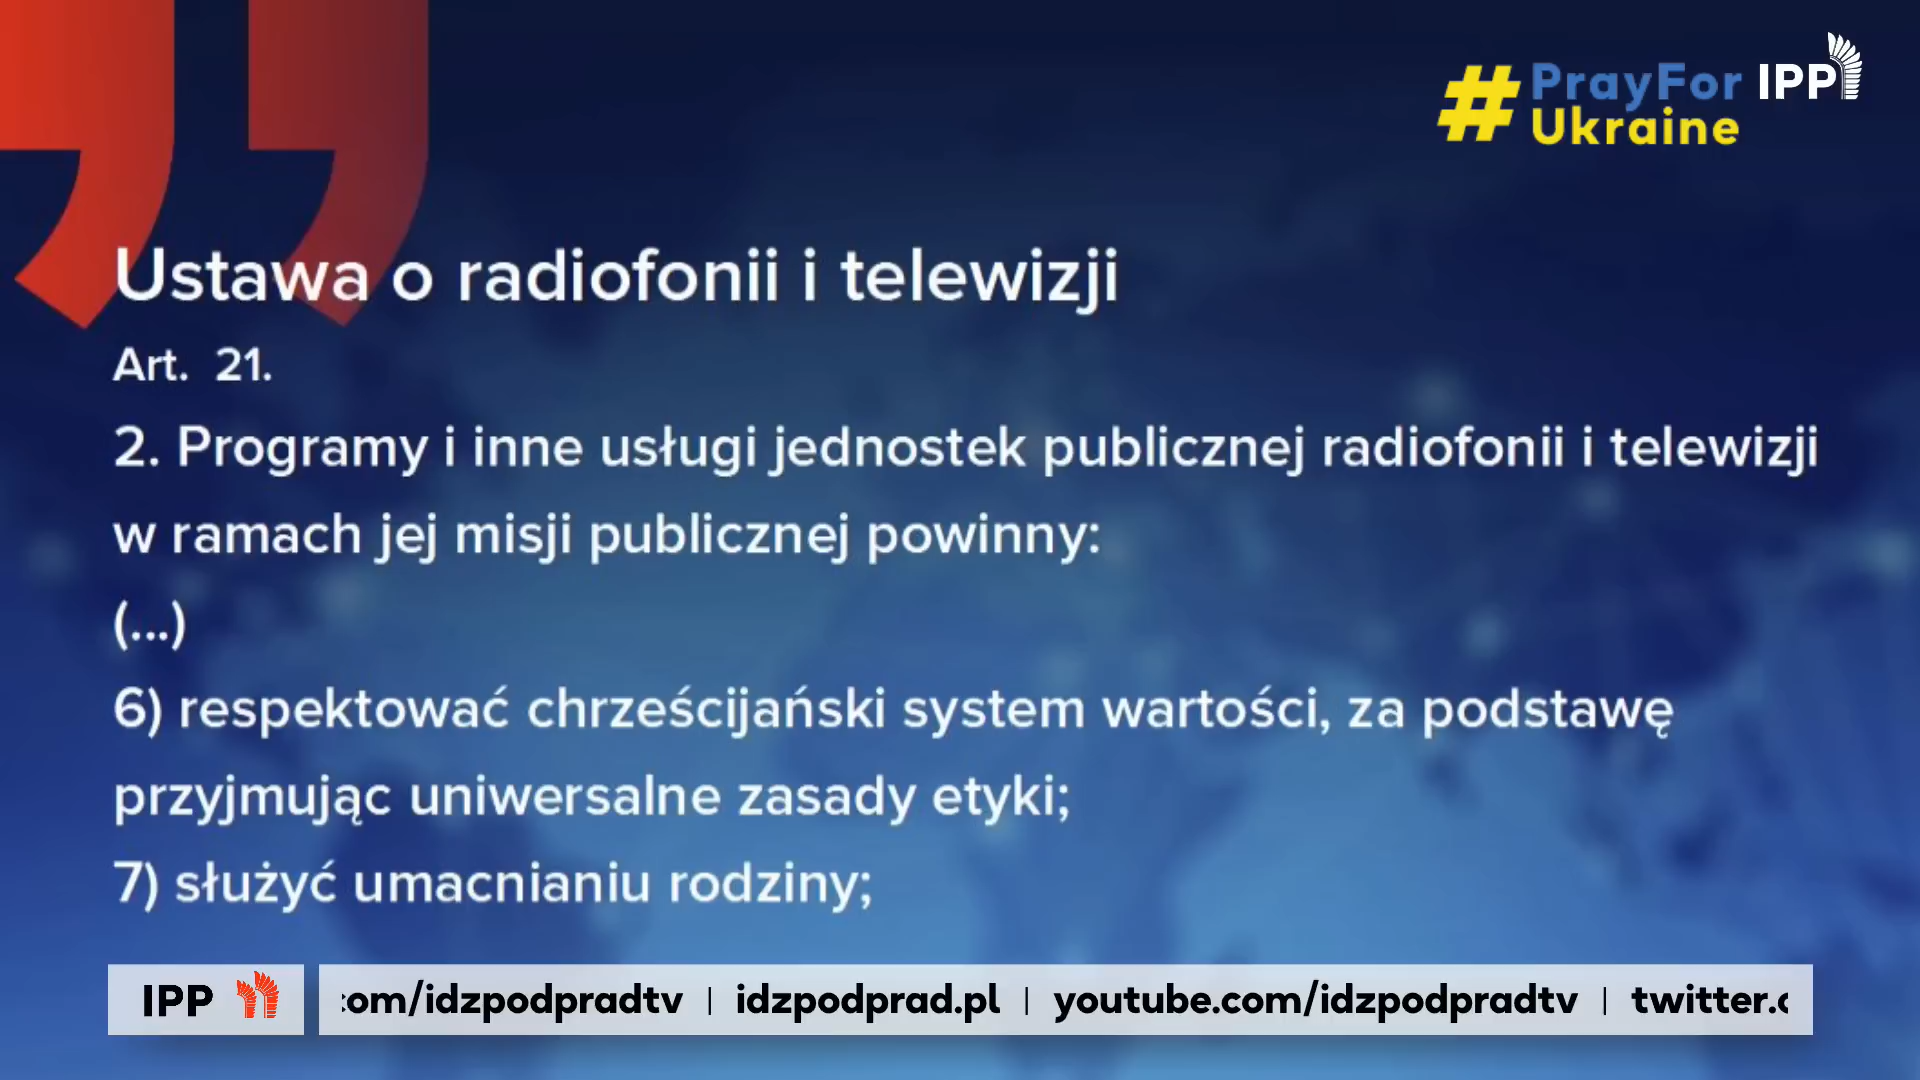 #PrayFor
Ukraine
IPP
Ustawa o radiofonii i telewizji
Art. 21.
2. Programy i inne usługi jednostek publicznej radiofonii i telewizji
w ramach jej misji publicznej powinny:
(...)
6) respektować chrześcijański system wartości, za podstawę
przyjmując uniwersalne zasady etyki;
7) służyć umacnianiu rodziny;
IPP
om/idzpodpradtv | idzpodprad.pl | youtube.com/idzpodpradtv | twitter.